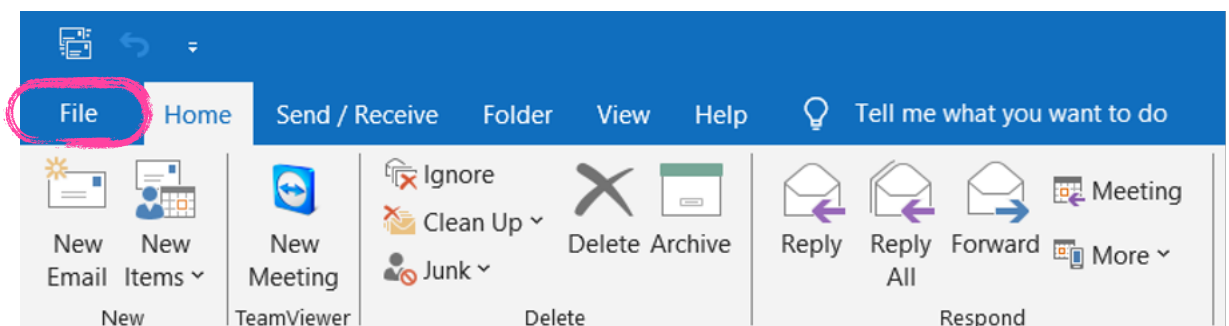 File Home Send / Receive Folder View Help Tell me what you want to do
New Email
New Items
New Meeting
Ignore
Clean Up
Junk
Delete
Archive
Reply
Reply All
Forward
Meeting
More
New TeamViewer Delete Respond